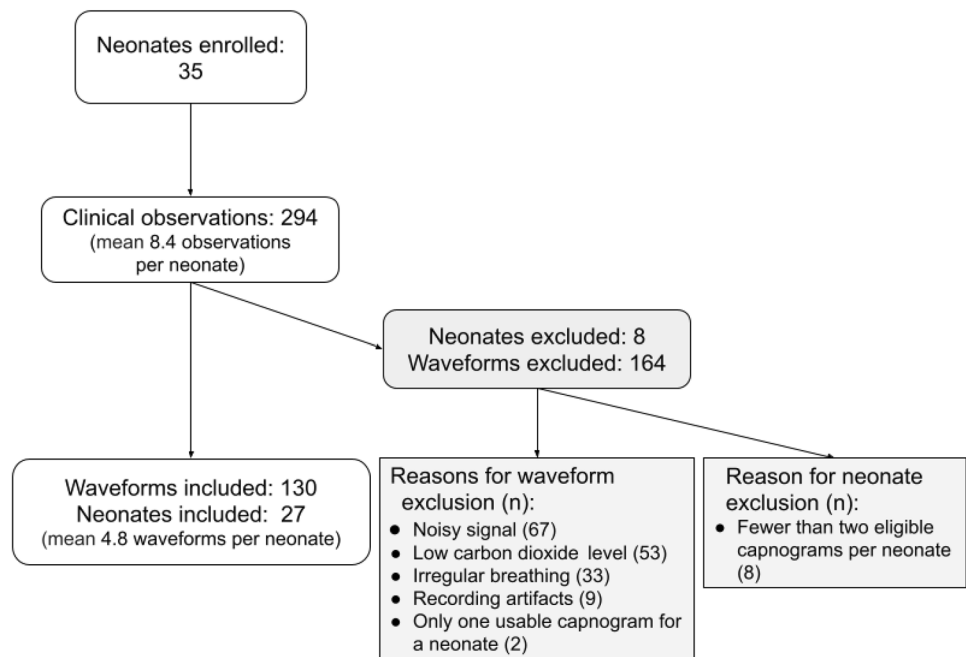 Neonates enrolled:
35
Clinical observations: 294
(mean 8.4 observations
per neonate)
Neonates excluded: 8
Waveforms excluded: 164
Waveforms included: 130
Neonates included: 27
(mean 4.8 waveforms per neonate)
Reasons for waveform
exclusion (n):
● Noisy signal (67)
● Low carbon dioxide level (53)
● Irregular breathing (33)
● Recording artifacts (9)
● Only one usable capnogram for
a neonate (2)
Reason for neonate
exclusion (n):
● Fewer than two eligible
capnograms per neonate
(8)